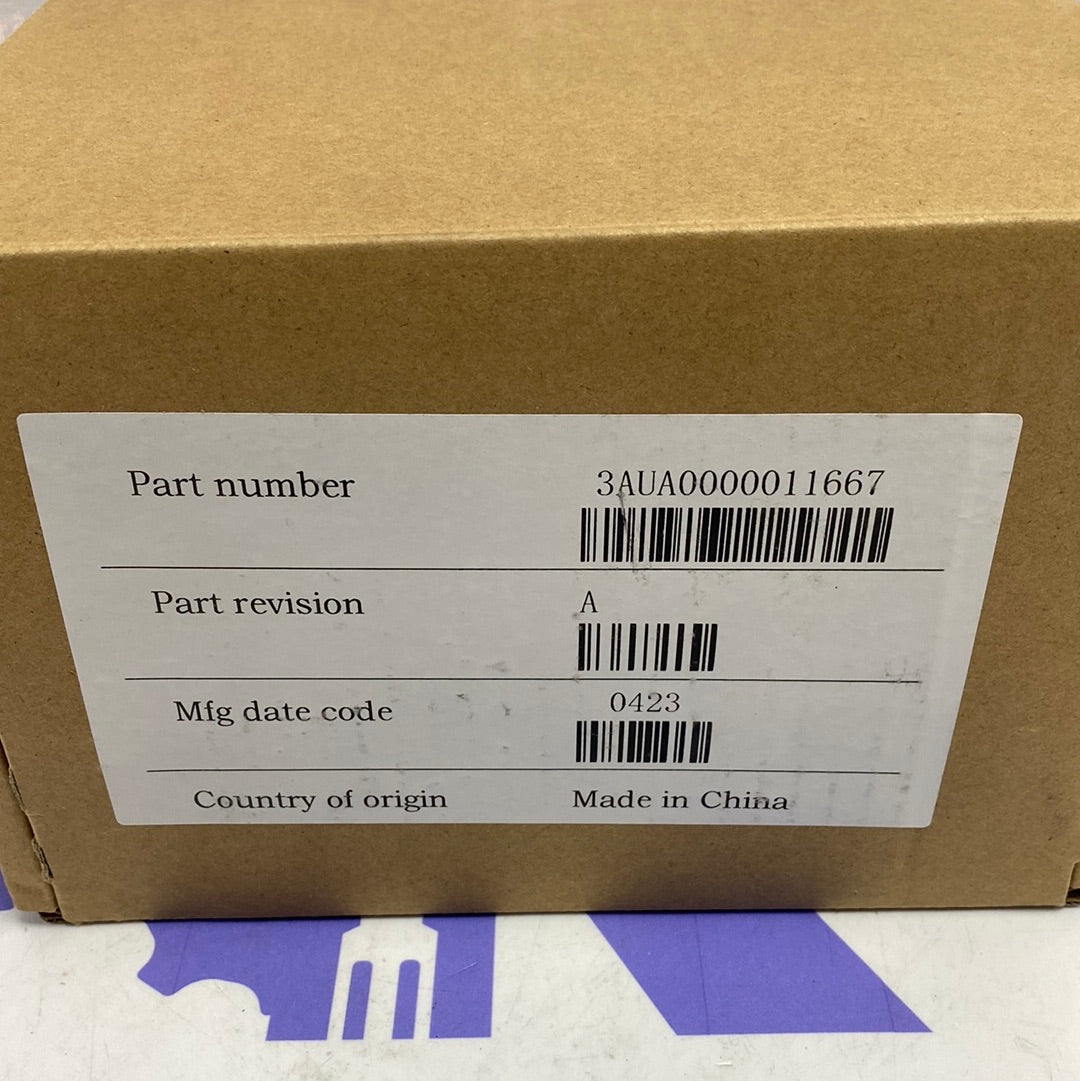 Part number 3AUA0000011667
Part revision A
Mfg date code 0423
Country of origin Made in China